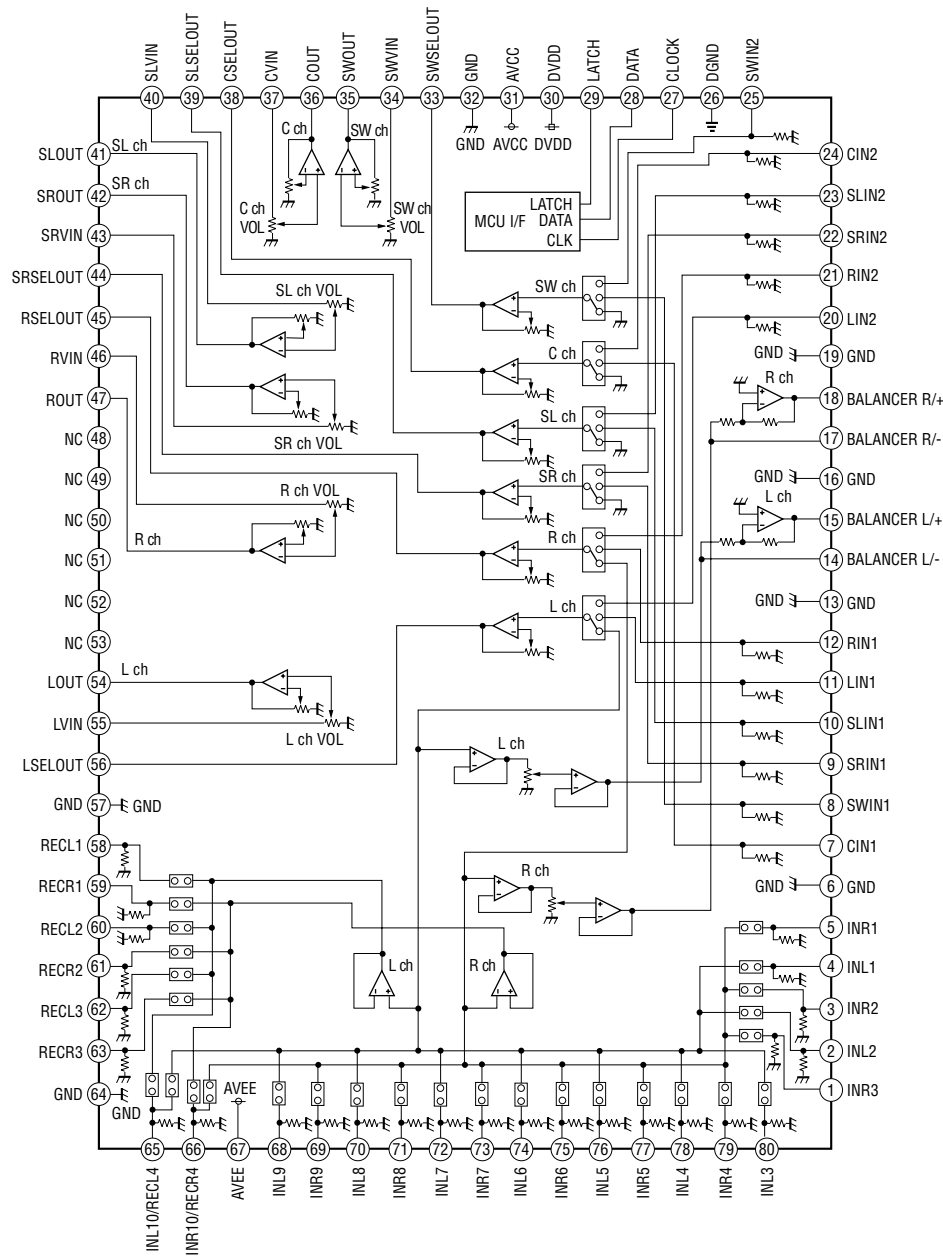 SLVIN
SLSELOUT
CSELOUT
CVIN
COUT
SWOUT
SWVIN
SWSELOUT
GND
AVCC
DVDD
LATCH
DATA
CLOCK
DGND
SWIN2
40
39
38
37
36
35
34
33
32
31
30
29
28
27
26
25
GND AVCC DVDD
C ch
SW ch
C ch
VOL
SW ch
VOL
LATCH
MCU I/F DATA
CLK
SLOUT 41 SL ch
SROUT 42 SR ch
SRVIN 43
SRSELOUT 44
RSELOUT 45
RVIN 46
ROUT 47
NC 48
NC 49
NC 50
NC 51
NC 52
NC 53
LOUT 54 L ch
LVIN 55
LSELOUT 56
GND 57 GND
RECL1 58
RECR1 59
RECL2 60
RECR2 61
RECL3 62
RECR3 63
GND 64
GND
SL ch VOL
SR ch VOL
R ch VOL
R ch
L ch VOL
SW ch
C ch
SL ch
SR ch
R ch
L ch
L ch
R ch
L ch
R ch
24 CIN2
23 SLIN2
22 SRIN2
21 RIN2
20 LIN2
GND 19 GND
R ch
18 BALANCER R/+
17 BALANCER R/-
GND 16 GND
L ch
15 BALANCER L/+
14 BALANCER L/-
GND 13 GND
12 RIN1
11 LIN1
10 SLIN1
9 SRIN1
8 SWIN1
7 CIN1
GND 6 GND
5 INR1
4 INL1
3 INR2
2 INL2
1 INR3
AVEE
65
66
67
68
69
70
71
72
73
74
75
76
77
78
79
80
INL10/RECL4
INR10/RECR4
AVEE
INL9
INR9
INL8
INR8
INL7
INR7
INL6
INR6
INL5
INR5
INL4
INR4
INL3